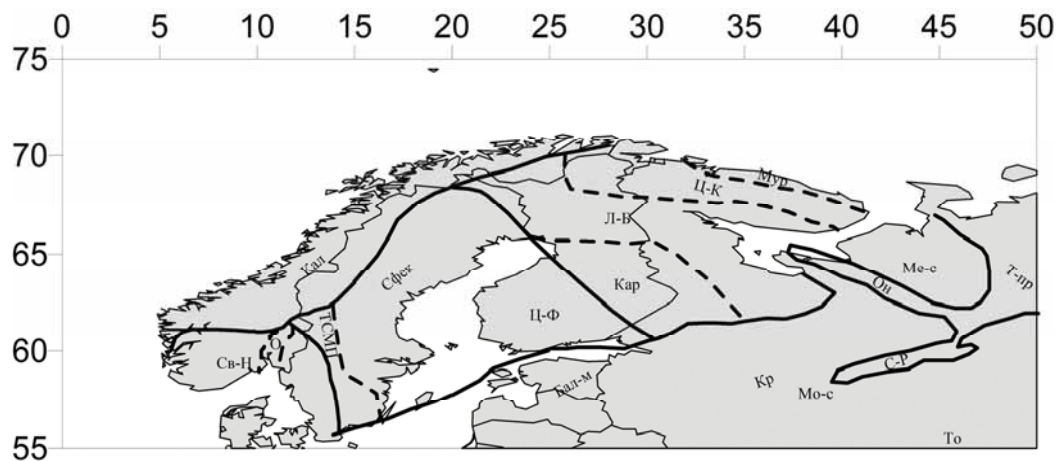 0 5 10 15 20 25 30 35 40 45 50
75
70
65
60
55
Мур
Ц-К
Л-Б
Кал
Сфек
Ме-с
Т-пр
Кар
Он
Ц-Ф
ТСМП
О
Св-Н
С-Р
Бал-м
Кр
Мо-с
То